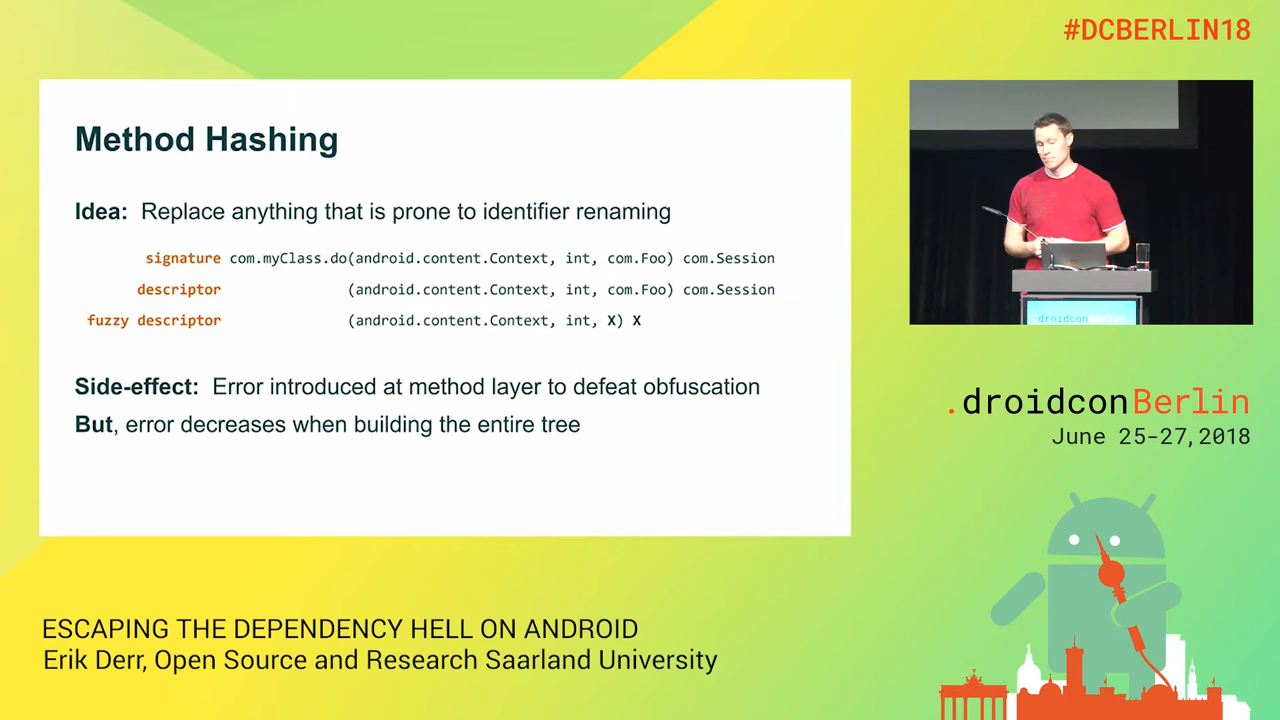 #DCBERLIN18
Method Hashing
Idea: Replace anything that is prone to identifier renaming
signature com.myClass.do(android.content.Context, int, com.Foo) com.Session
descriptor (android.content.Context, int, com.Foo) com.Session
fuzzy descriptor (android.content.Context, int, X) X
Side-effect: Error introduced at method layer to defeat obfuscation
But, error decreases when building the entire tree
droidconBerlin
.droidconBerlin
June 25-27,2018
ESCAPING THE DEPENDENCY HELL ON ANDROID
Erik Derr, Open Source and Research Saarland University